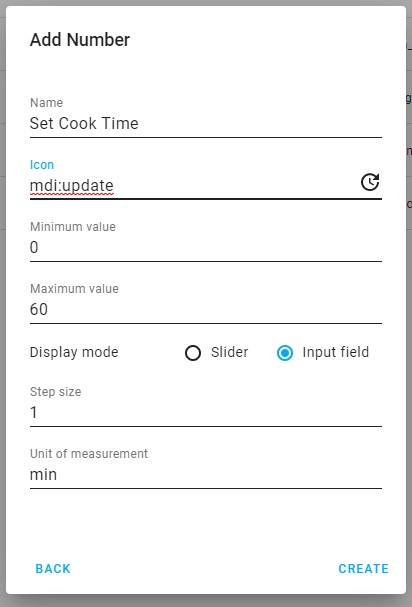 Add Number
Name
Set Cook Time
Icon
mdi:update
Minimum value
0
Maximum value
60
Display mode Slider Input field
Step size
1
Unit of measurement
min
BACK CREATE